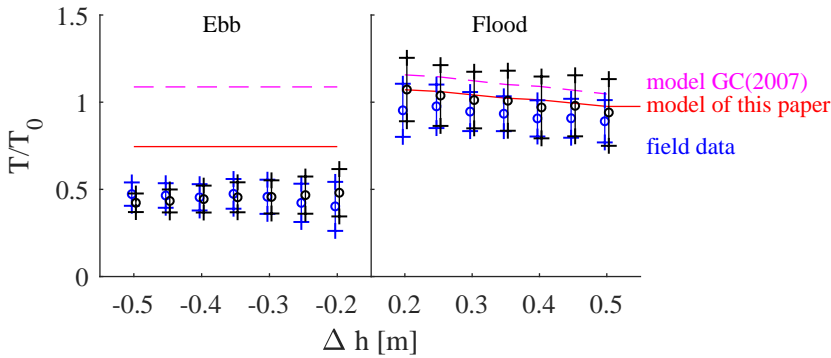 Ebb
Flood
1.5
1
0.5
0
T/T0
model GC(2007)
model of this paper
field data
-0.5 -0.4 -0.3 -0.2 0.2 0.3 0.4 0.5
Δ h [m]